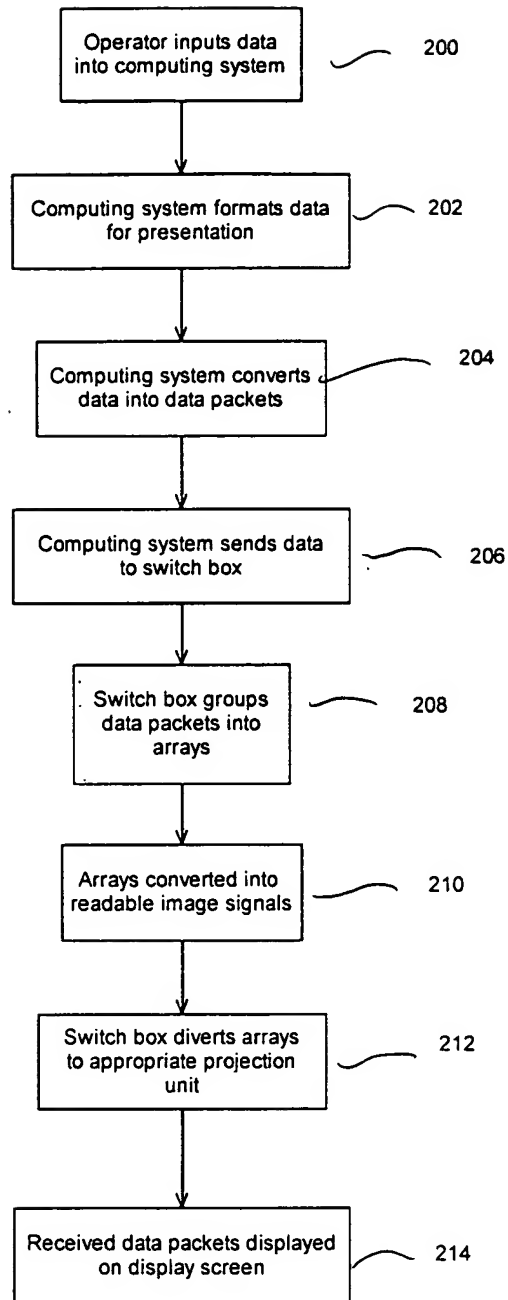 Operator inputs data
into computing system
200
Computing system formats data
for presentation
202
Computing system converts
data into data packets
204
Computing system sends data
to switch box
206
Switch box groups
data packets into
arrays
208
Arrays converted into
readable image signals
210
Switch box diverts arrays
to appropriate projection
unit
212
Received data packets displayed
on display screen
214